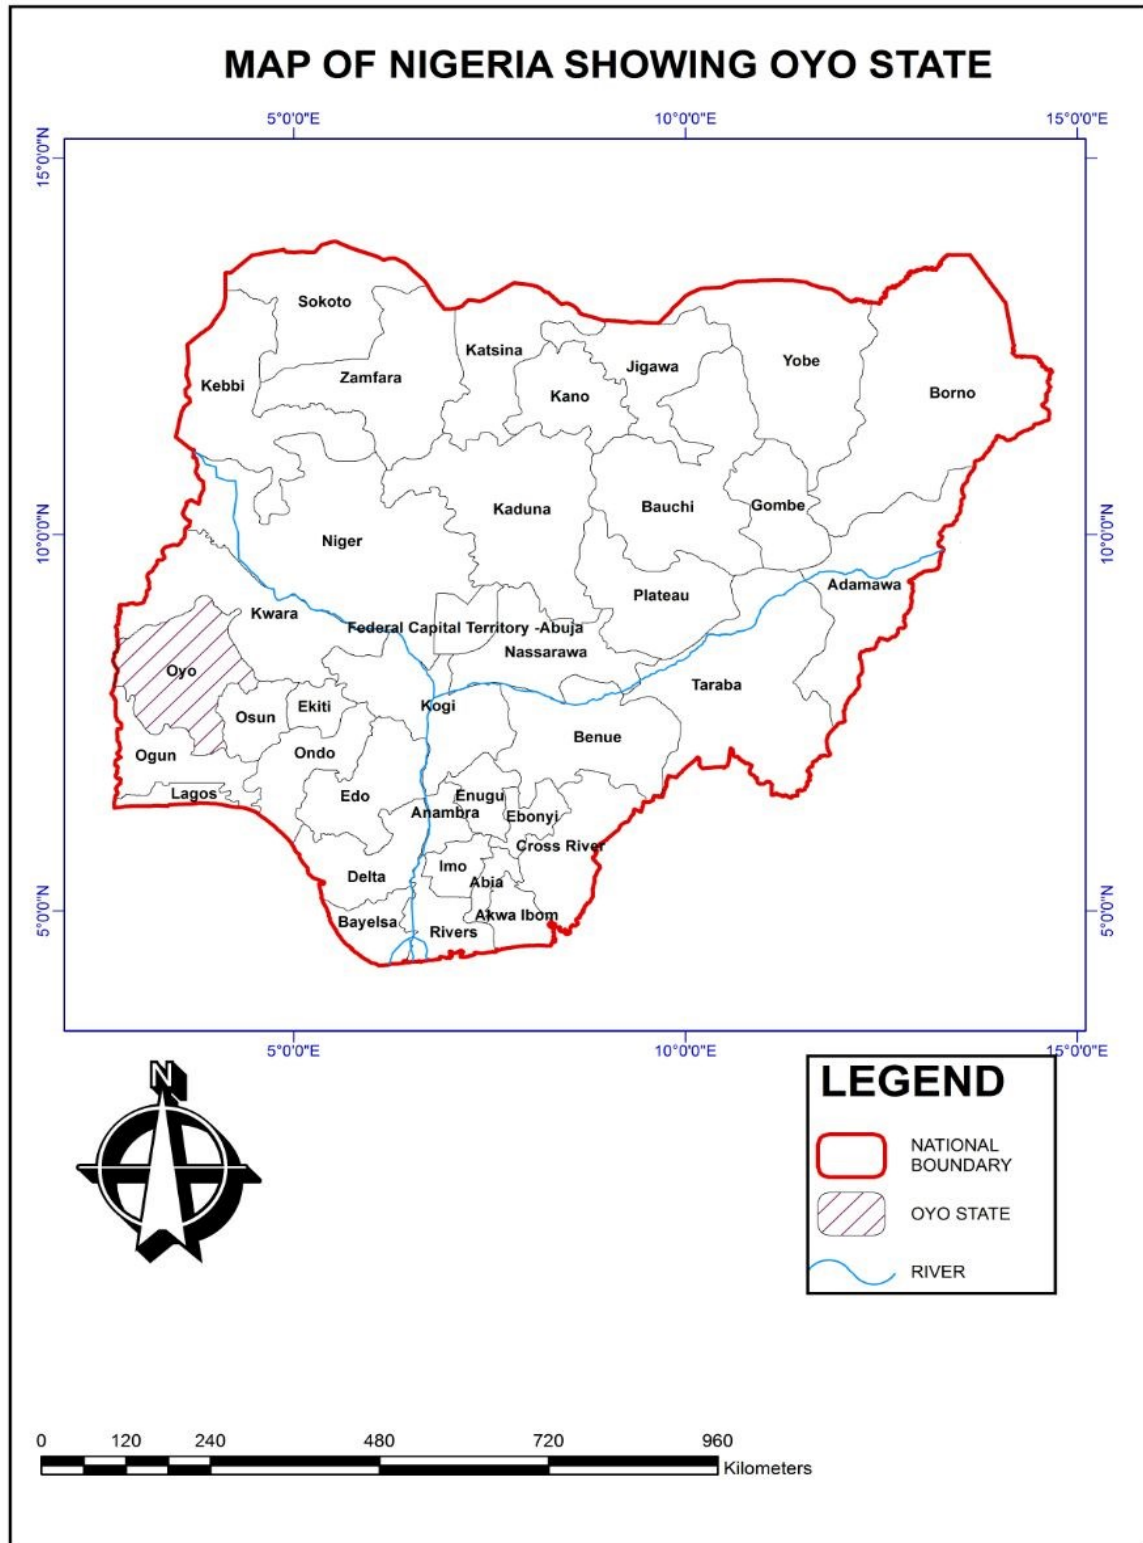 MAP OF NIGERIA SHOWING OYO STATE
5°0'0"E 10°0'0"E 15°0'0"E
15°0'0"N
Sokoto
Katsina
Yobe
Jigawa
Zamfara
Kebbi
Borno
Kano
Bauchi
Gombe
Kaduna
10°0'0"N 10°0'0"N
Niger
Adamawa
Plateau
Kwara
Federal Capital Territory -Abuja
Nassarawa
Oyo
Taraba
Kogi
Ekiti
Osun
Benue
Ondo
Ogun
Lagos
Edo
Enugu
Anambra
Ebonyi
Cross River
Imo
Delta
Abia
5°0'0"N 5°0'0"N
Akwa Ibom
Bayelsa
Rivers
5°0'0"E 10°0'0"E 15°0'0"E
N
LEGEND
NATIONAL
BOUNDARY
OYO STATE
RIVER
0 120 240 480 720 960
Kilometers